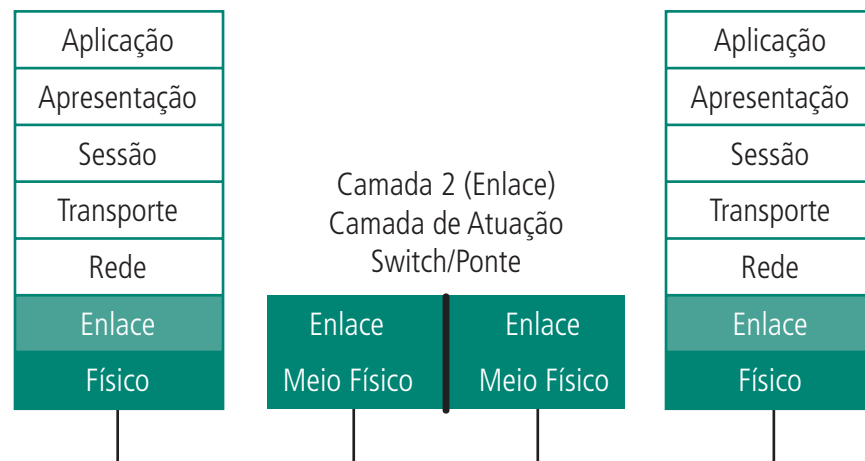 Aplicação
Apresentação
Sessão
Transporte
Rede
Enlace
Físico
Camada 2 (Enlace)
Camada de Atuação
Switch/Ponte
Enlace
Meio Físico
Enlace
Meio Físico
Aplicação
Apresentação
Sessão
Transporte
Rede
Enlace
Físico